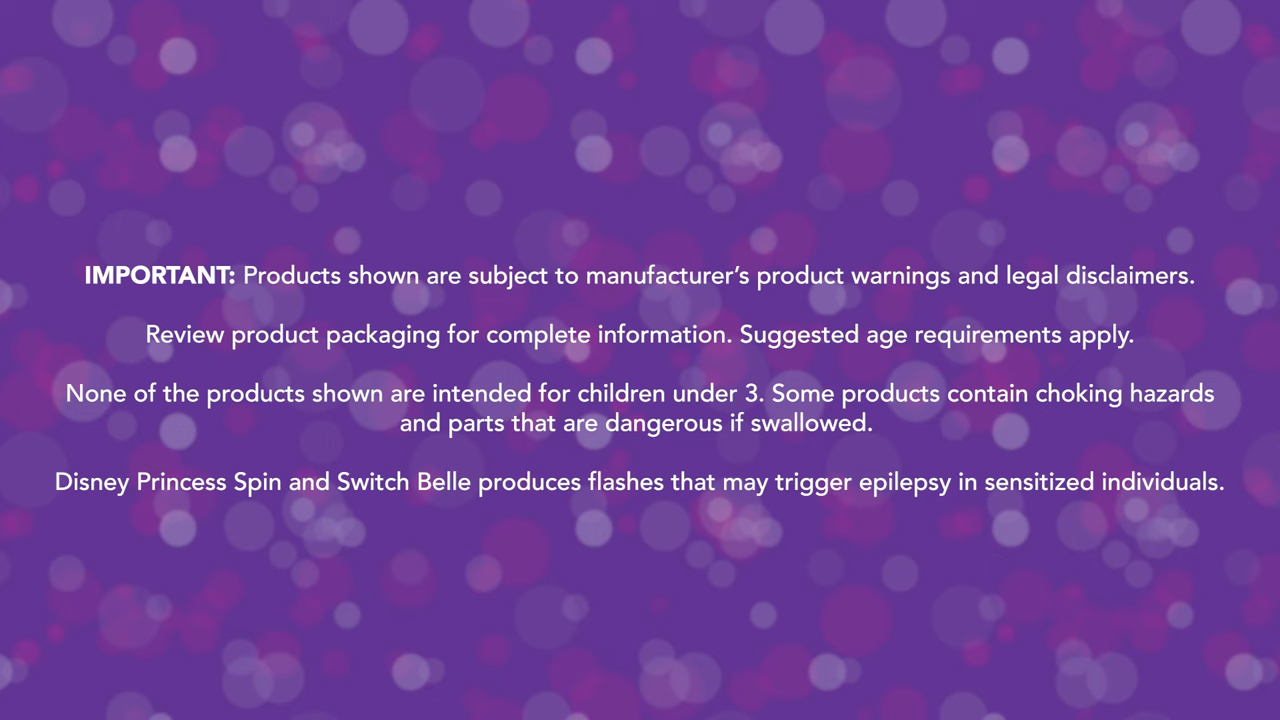 IMPORTANT: Products shown are subject to manufacturer’s product warnings and legal disclaimers.
Review product packaging for complete information. Suggested age requirements apply.
None of the products shown are intended for children under 3. Some products contain choking hazards
and parts that are dangerous if swallowed.
Disney Princess Spin and Switch Belle produces flashes that may trigger epilepsy in sensitized individuals.